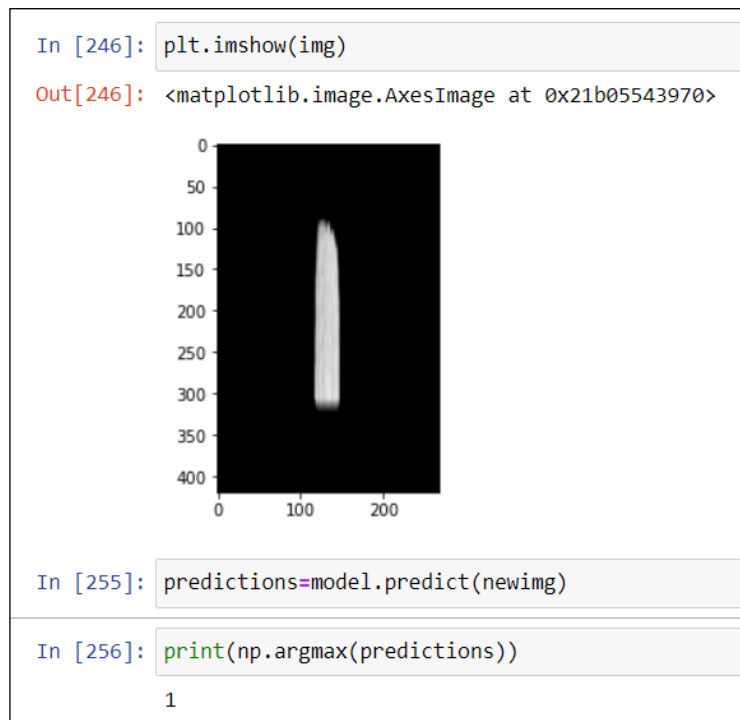 In [246]: plt.imshow(img)
Out[246]: <matplotlib.image.AxesImage at 0x21b05543970>
0
50
100
150
200
250
300
350
400
0 100 200
In [255]: predictions=model.predict(newimg)
In [256]: print(np.argmax(predictions))
1